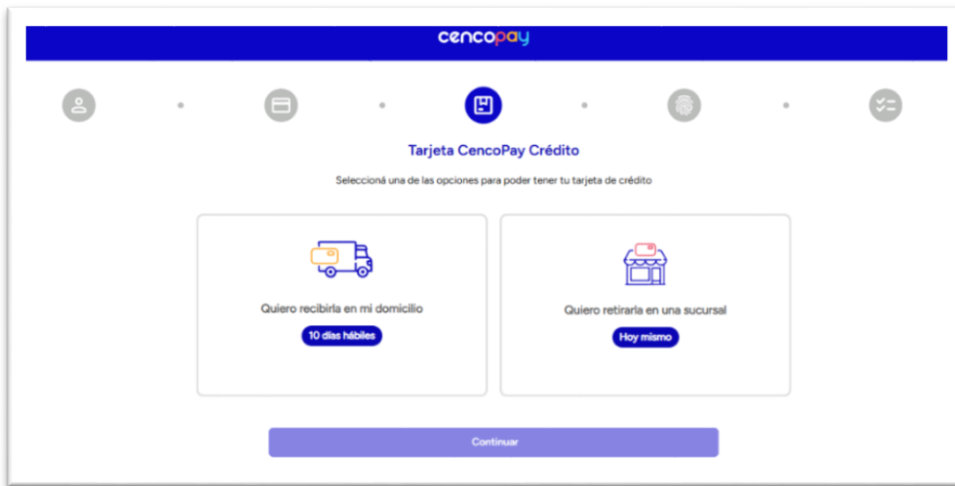 cencopay
Tarjeta CencoPay Crédito
Seleccioná una de las opciones para poder tener tu tarjeta de crédito
Quiero recibirla en mi domicilio
10 días hábiles
Quiero retirarla en una sucursal
Hoy mismo
Continuar